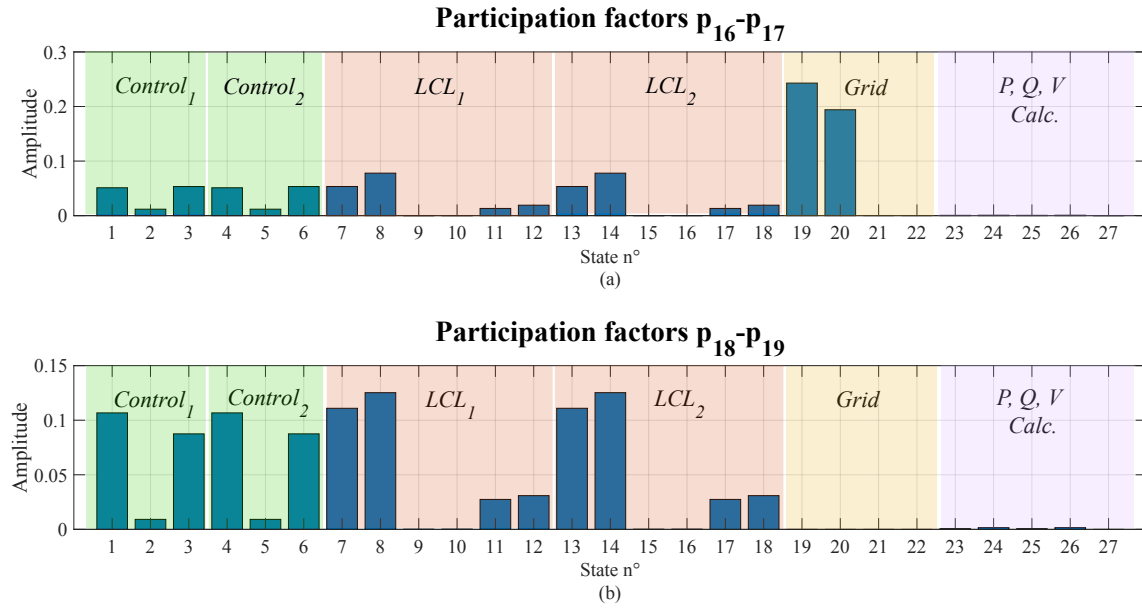 Participation factors p16-p17
Amplitude
0.3
0.2
0.1
0
Control1
Control2
LCL1
LCL2
Grid
P, Q, V
Calc.
1 2 3 4 5 6 7 8 9 10 11 12 13 14 15 16 17 18 19 20 21 22 23 24 25 26 27
State n°
(a)
Participation factors p18-p19
Amplitude
0.15
0.1
0.05
0
Control1
Control2
LCL1
LCL2
Grid
P, Q, V
Calc.
1 2 3 4 5 6 7 8 9 10 11 12 13 14 15 16 17 18 19 20 21 22 23 24 25 26 27
State n°
(b)